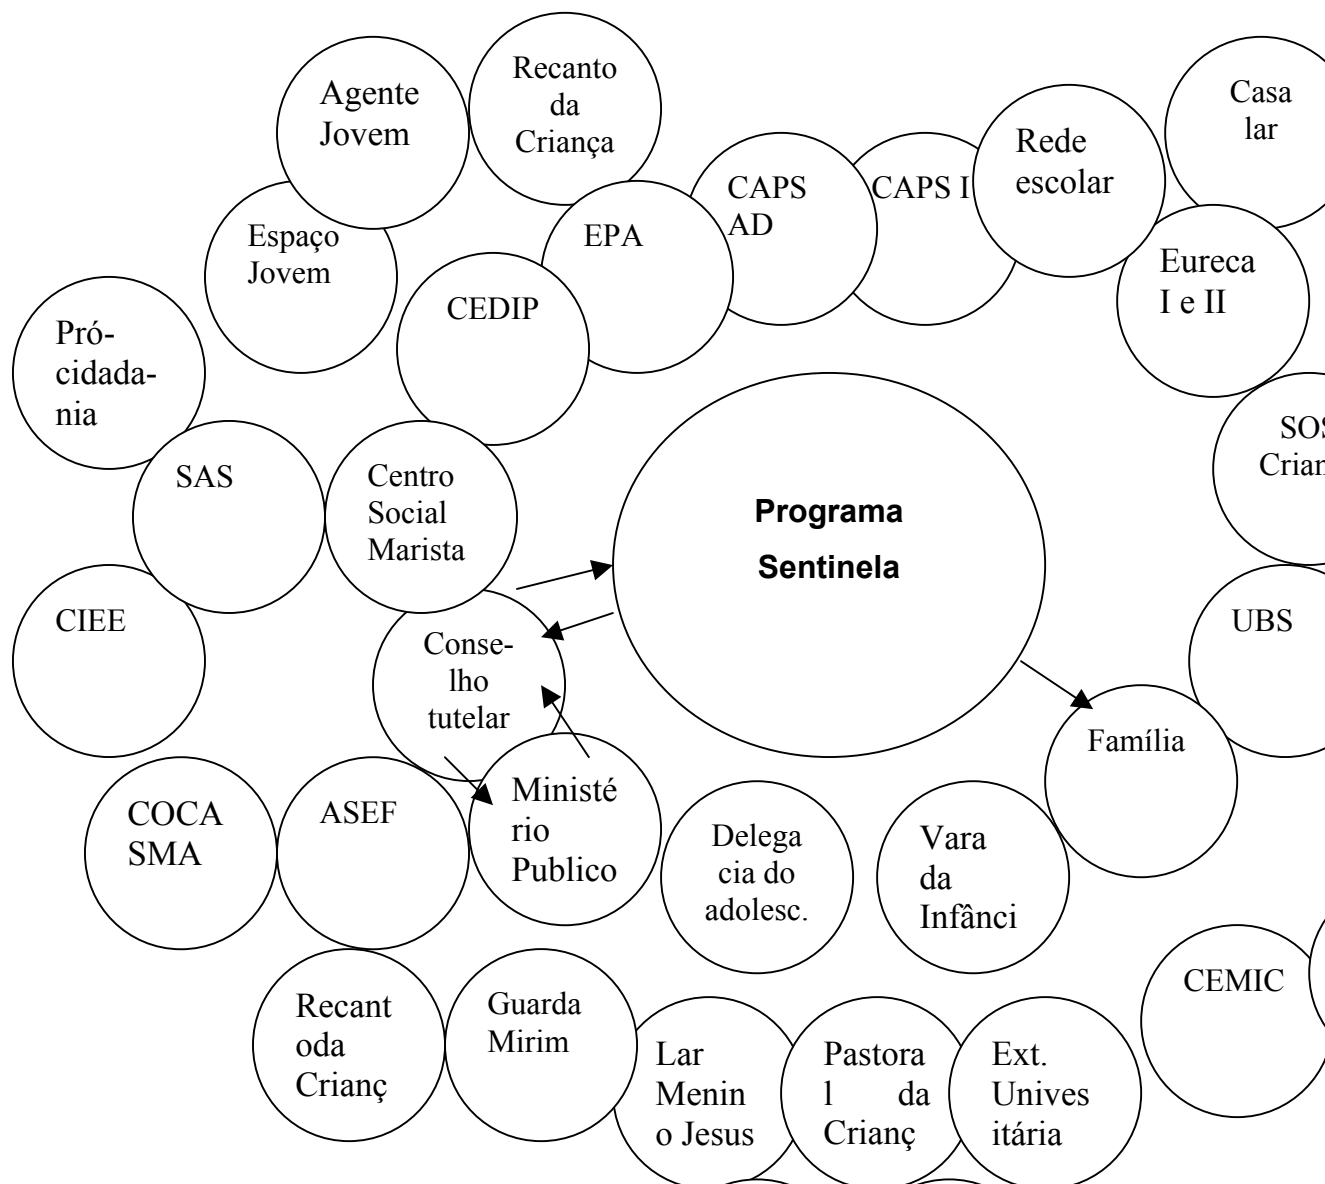 Agente
Jovem
Recanto
da
Criança
Casa
lar
Rede
escolar
CAPS
AD
CAPS I
EPA
Espaço
Jovem
Eureca
I e II
CEDIP
Pró-
cidada-
nia
SOS
Crian
SAS
Centro
Social
Marista
Programa
Sentinela
CIEE
Conse-
lho
tutelar
UBS
Família
COCA
SMA
ASEF
Ministé
rio
Publico
Delega
cia do
adolesc.
Vara
da
Infânci
CEMIC
Recant
oda
Crianç
Guarda
Mirim
Lar
Menin
o Jesus
Pastora
l da
Crianç
Ext.
Unives
itária